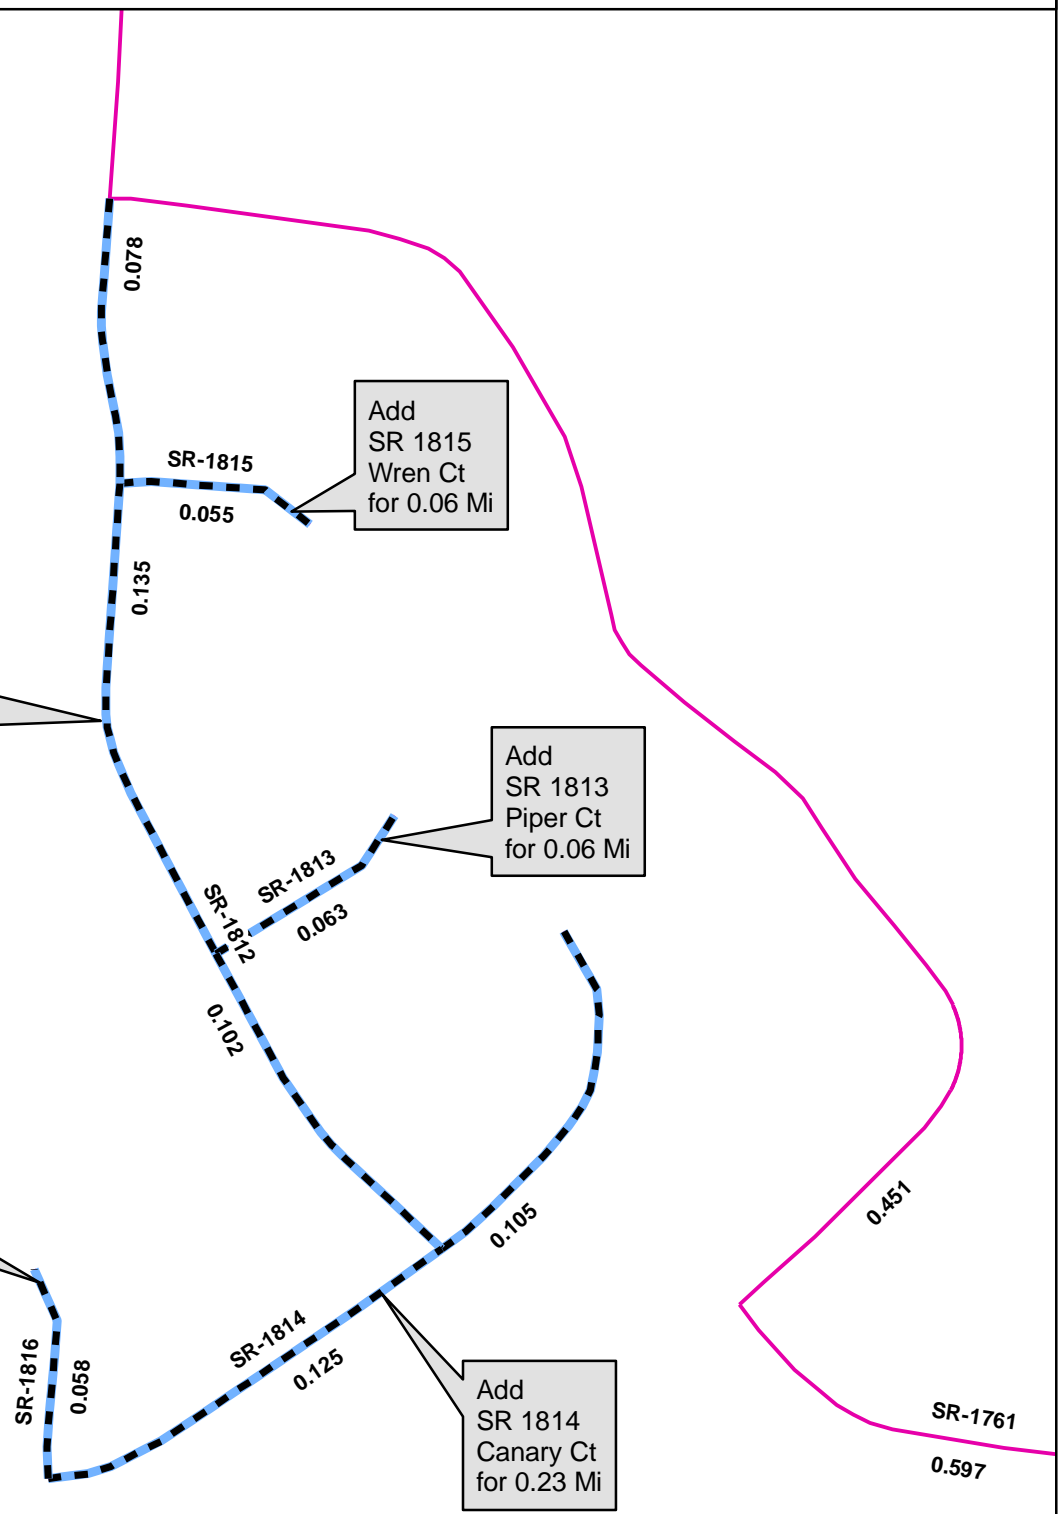 0.078
Add
SR 1815
Wren Ct
for 0.06 Mi
SR-1815
0.055
0.135
Add
SR 1813
Piper Ct
for 0.06 Mi
SR-1813
0.063
SR-1812
0.102
0.105
0.451
SR-1814
0.125
SR-1816
0.058
Add
SR 1814
Canary Ct
for 0.23 Mi
SR-1761
0.597